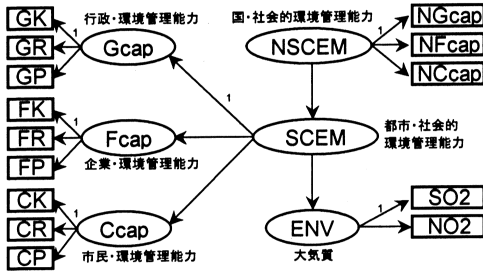 GK
GR
GP
行政・環境管理能力
Gcap
1
国・社会的環境管理能力
NSCEM
1
NGcap
NFcap
NCcap
1
FK
FR
FP
1
Fcap
企業・環境管理能力
SCEM
都市・社会的
環境管理能力
CK
CR
CP
1
Ccap
市民・環境管理能力
ENV
大気質
1
SO2
NO2